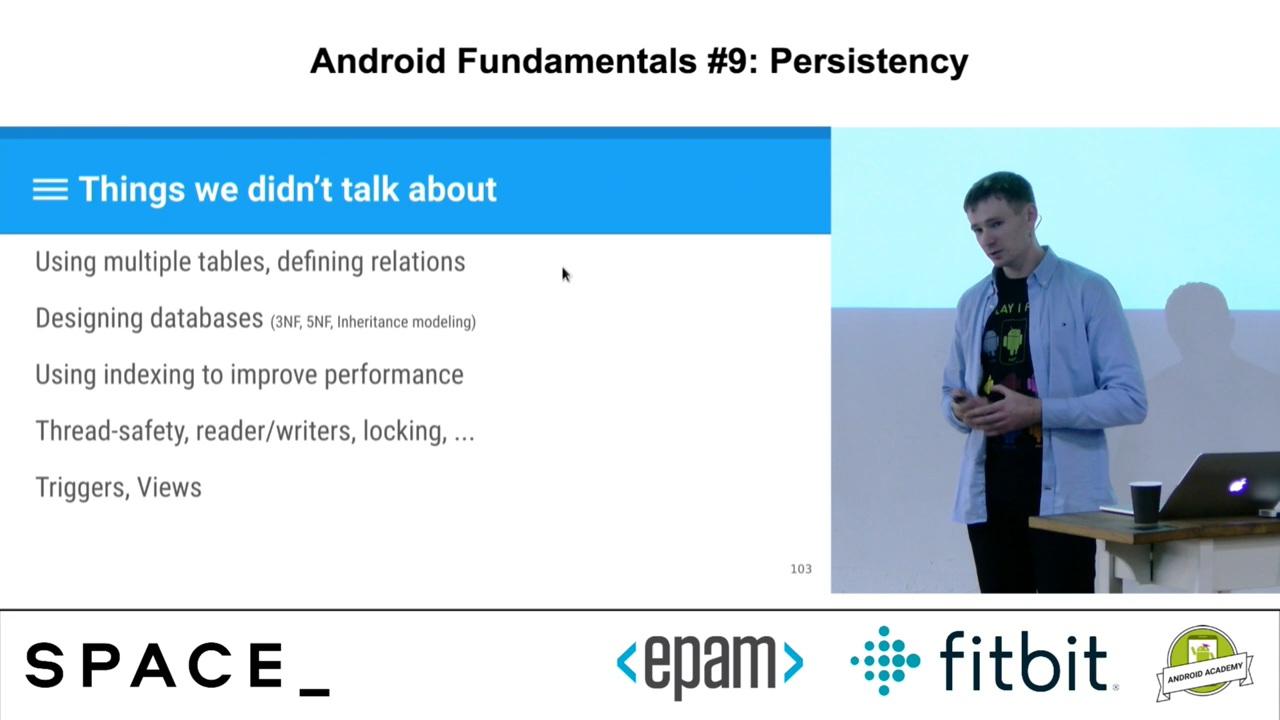 Android Fundamentals #9: Persistency
Things we didn’t talk about
Using multiple tables, defining relations
Designing databases (3NF, 5NF, Inheritance modeling)
Using indexing to improve performance
Thread-safety, reader/writers, locking, ...
Triggers, Views
103
SPACE_
<epam>
fitbit®
ANDROID ACADEMY